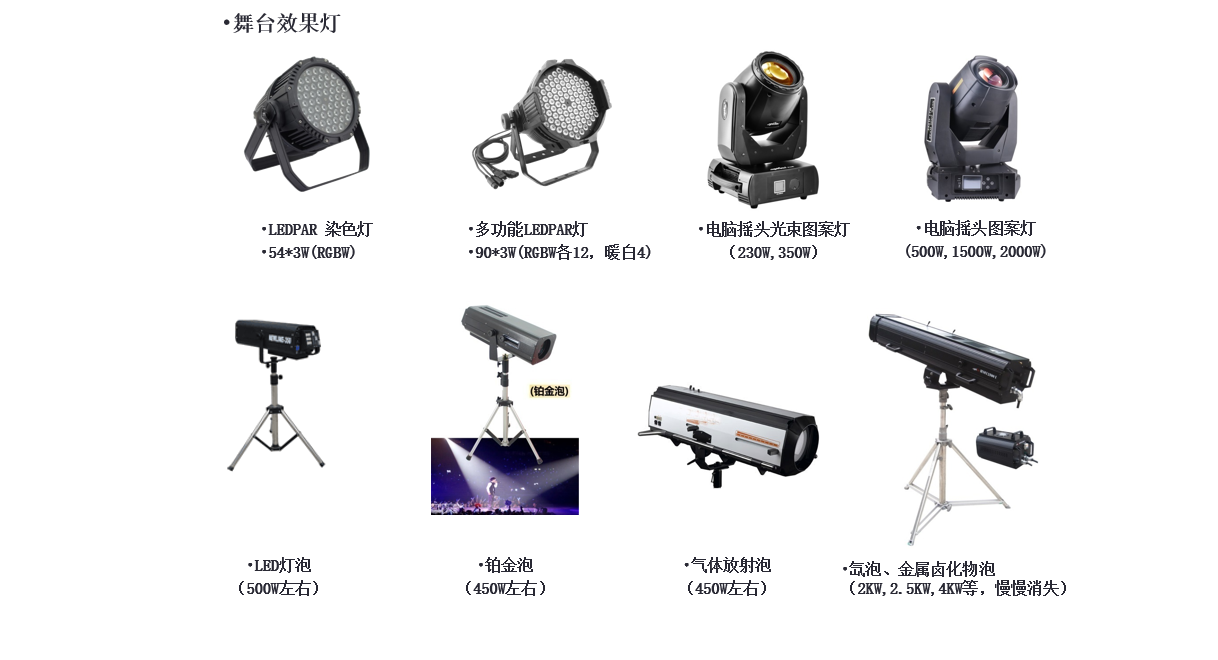 •舞台效果灯
•LEDPAR 染色灯
•54*3W(RGBW)
•多功能LEDPAR灯
•90*3W(RGBW各12，暖白4)
•电脑摇头光束图案灯
（230W,350W）
•电脑摇头图案灯
(500W,1500W,2000W)
(铂金泡)
•LED灯泡
（500W左右）
•铂金泡
（450W左右）
•气体放射泡
（450W左右）
•氙泡、金属卤化物泡
（2KW,2.5KW,4KW等，慢慢消失）